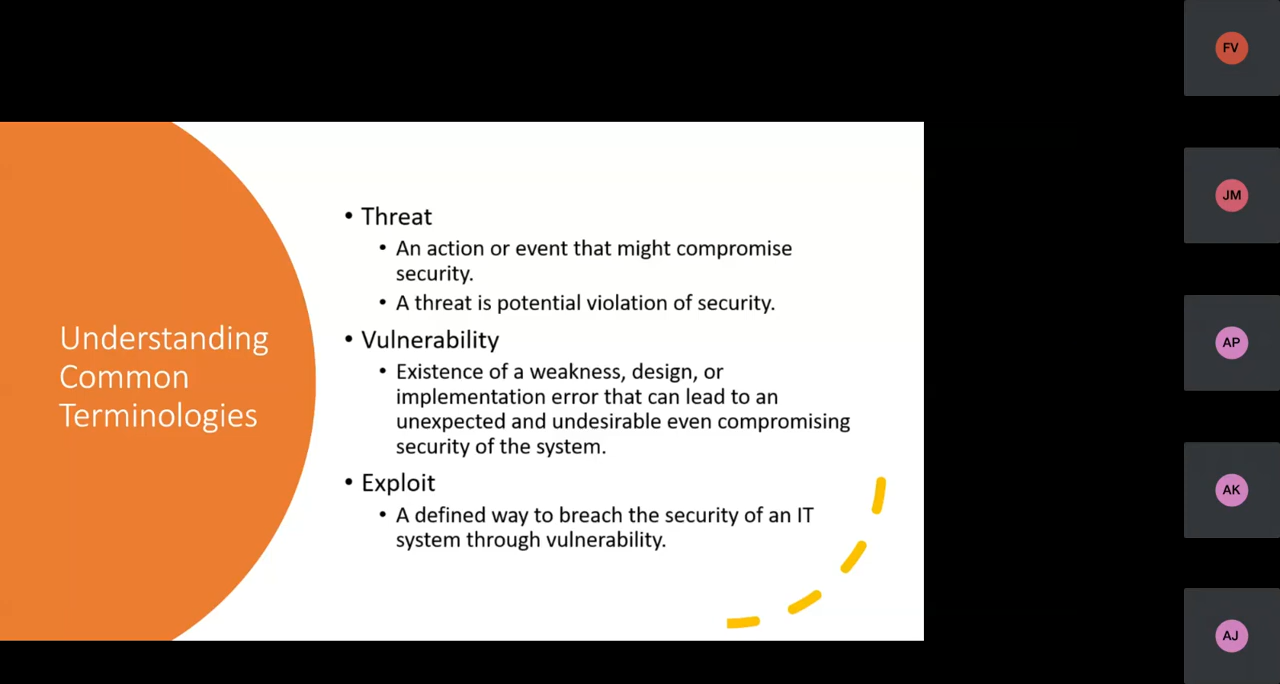 Understanding
Common
Terminologies
• Threat
• An action or event that might compromise
security.
• A threat is potential violation of security.
• Vulnerability
• Existence of a weakness, design, or
implementation error that can lead to an
unexpected and undesirable even compromising
security of the system.
• Exploit
• A defined way to breach the security of an IT
system through vulnerability.
FV
JM
AP
AK
AJ